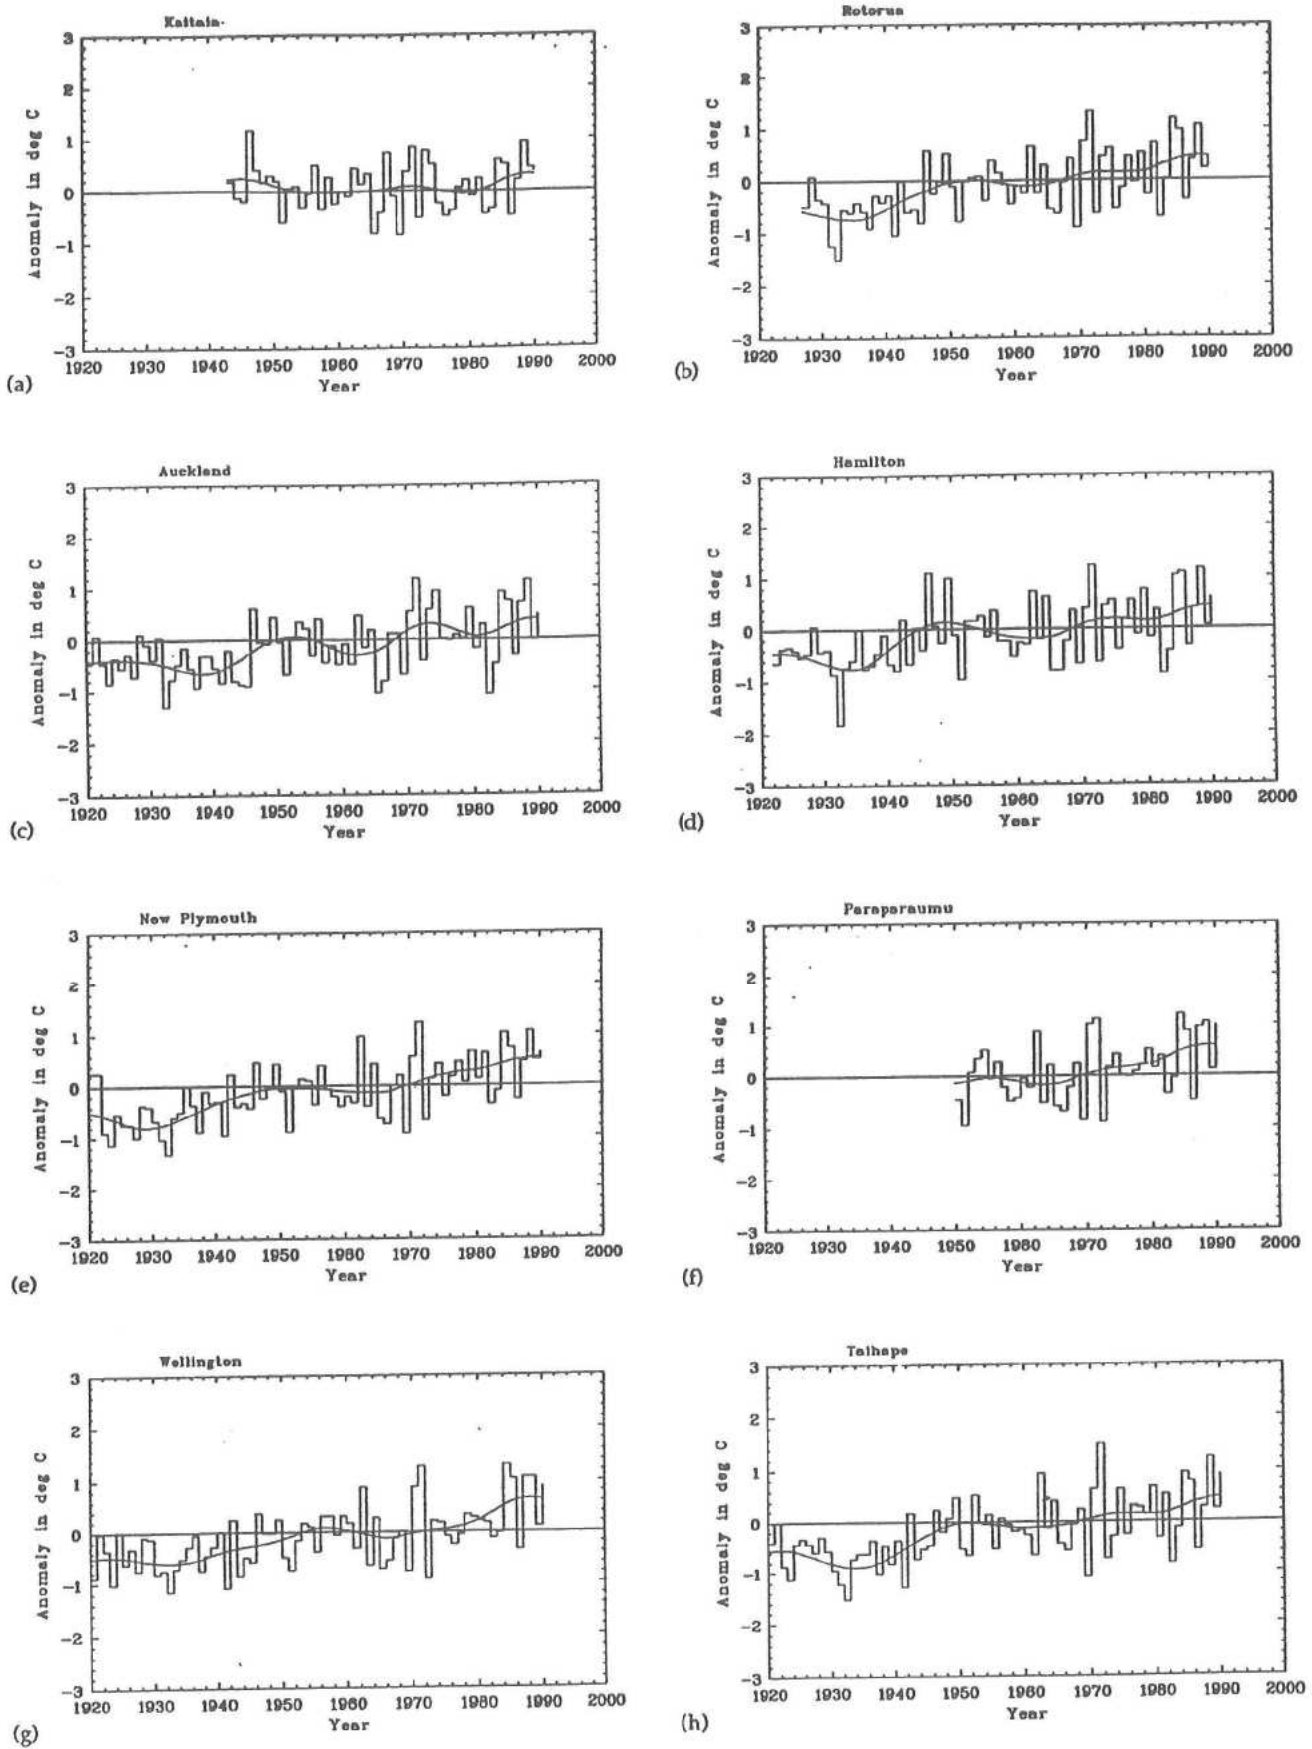 Kaitaia
3
2
1
0
−1
−2
−3
Anomaly in deg C
1920 1930 1940 1950 1960 1970 1980 1990 2000
Year
(a)
Rotorua
3
2
1
0
−1
−2
−3
Anomaly in deg C
1920 1930 1940 1950 1960 1970 1980 1990 2000
Year
(b)
Auckland
3
2
1
0
−1
−2
−3
Anomaly in deg C
1920 1930 1940 1950 1960 1970 1980 1990 2000
Year
(c)
Hamilton
3
2
1
0
−1
−2
−3
Anomaly in deg C
1920 1930 1940 1950 1960 1970 1980 1990 2000
Year
(d)
New Plymouth
3
2
1
0
−1
−2
−3
Anomaly in deg C
1920 1930 1940 1950 1960 1970 1980 1990 2000
Year
(e)
Paraparaumu
3
2
1
0
−1
−2
−3
Anomaly in deg C
1920 1930 1940 1950 1960 1970 1980 1990 2000
Year
(f)
Wellington
3
2
1
0
−1
−2
−3
Anomaly in deg C
1920 1930 1940 1950 1960 1970 1980 1990 2000
Year
(g)
Taihape
3
2
1
0
−1
−2
−3
Anomaly in deg C
1920 1930 1940 1950 1960 1970 1980 1990 2000
Year
(h)